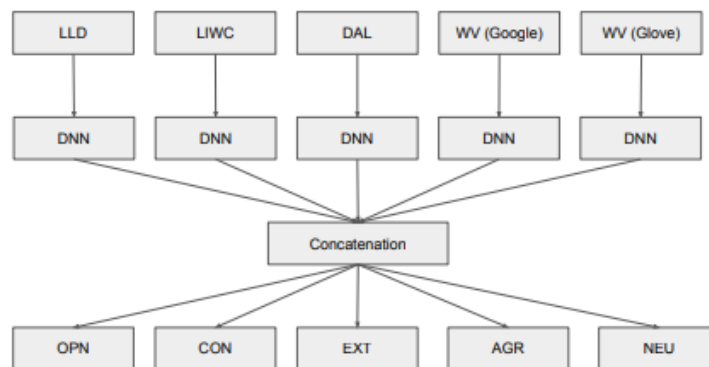 LLD
LIWC
DAL
WV (Google)
WV (Glove)
DNN
DNN
DNN
DNN
DNN
Concatenation
OPN
CON
EXT
AGR
NEU